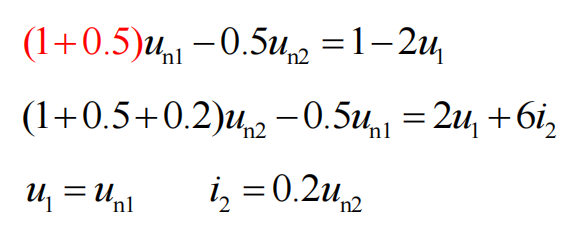 (1+0.5)uₙ₁ −0.5uₙ₂ =1−2u₁
(1+0.5+0.2)uₙ₂ −0.5uₙ₁ = 2u₁ +6i₂
u₁ = uₙ₁ i₂ = 0.2uₙ₂